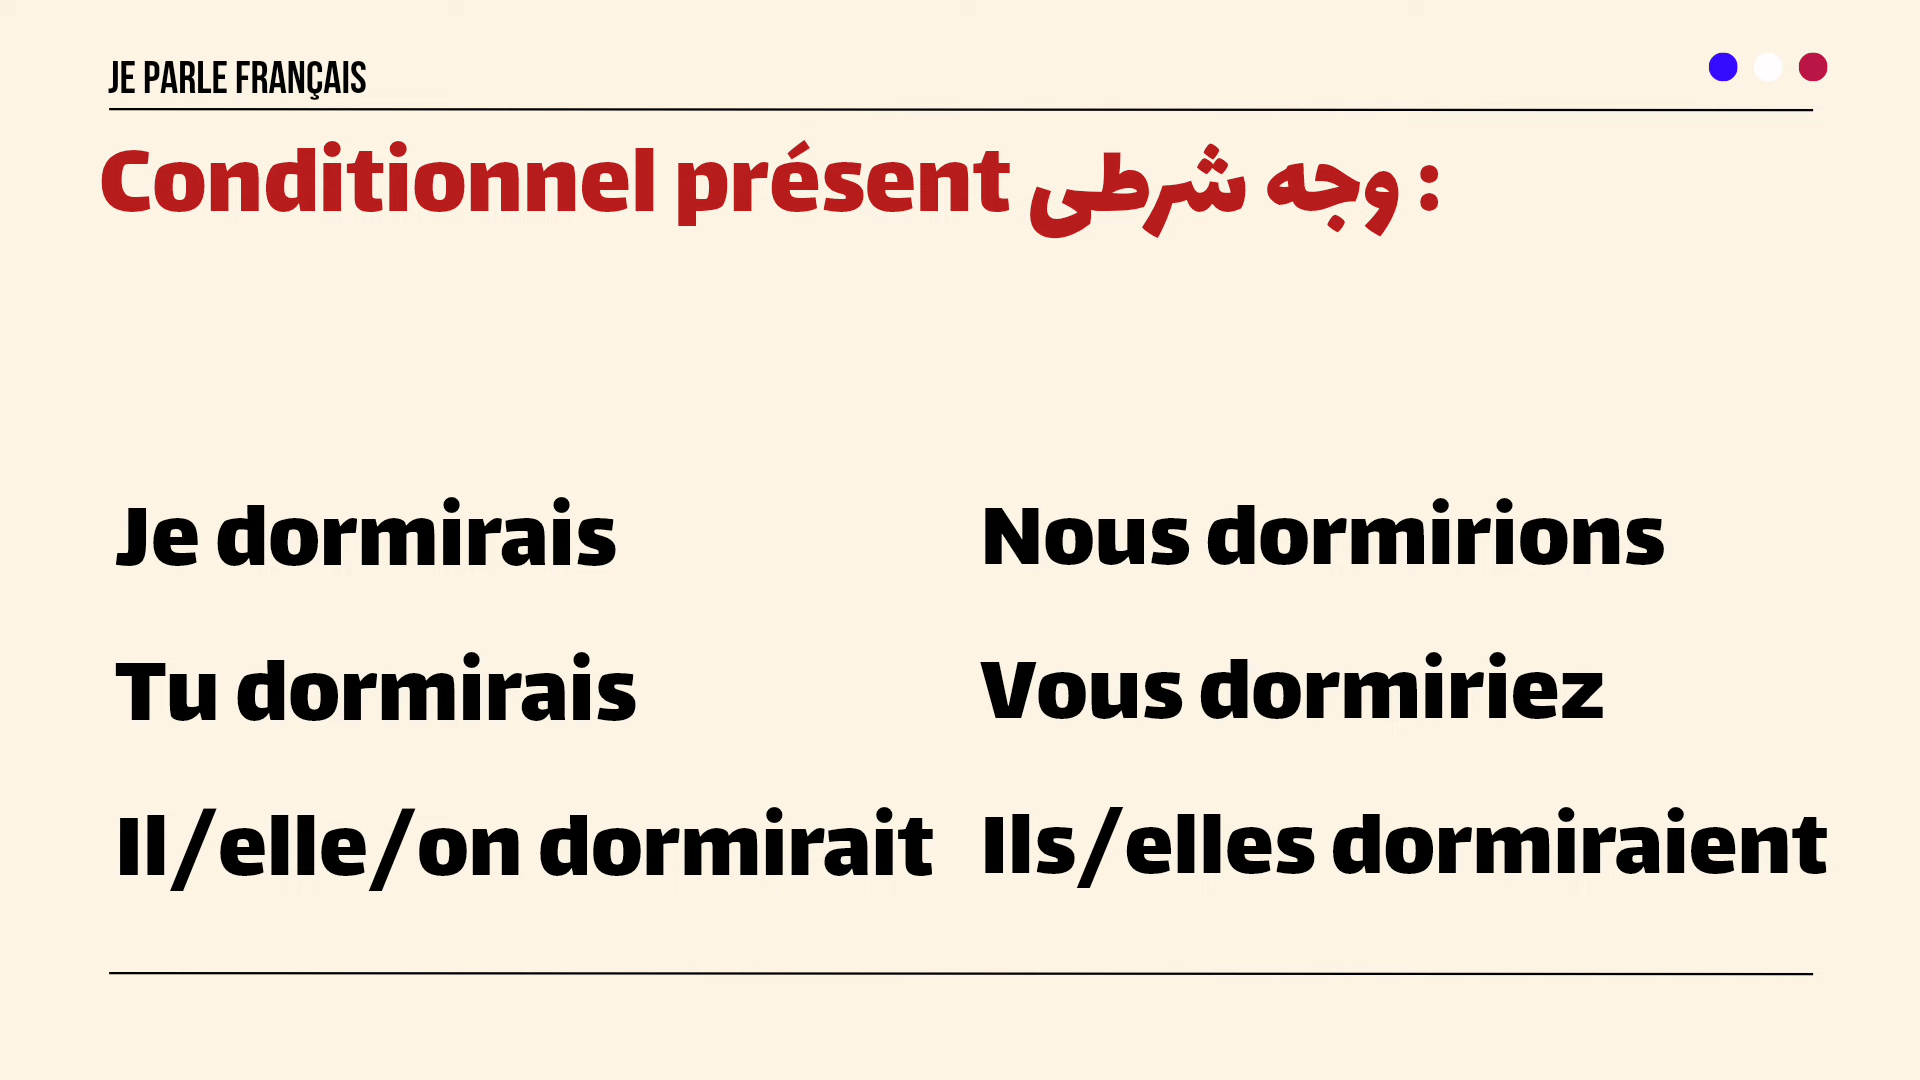 JE PARLE FRANÇAIS
Conditionnel présent وجه شرطی :
Je dormirais
Tu dormirais
Il/elle/on dormirait
Nous dormirions
Vous dormiriez
Ils/elles dormiraient